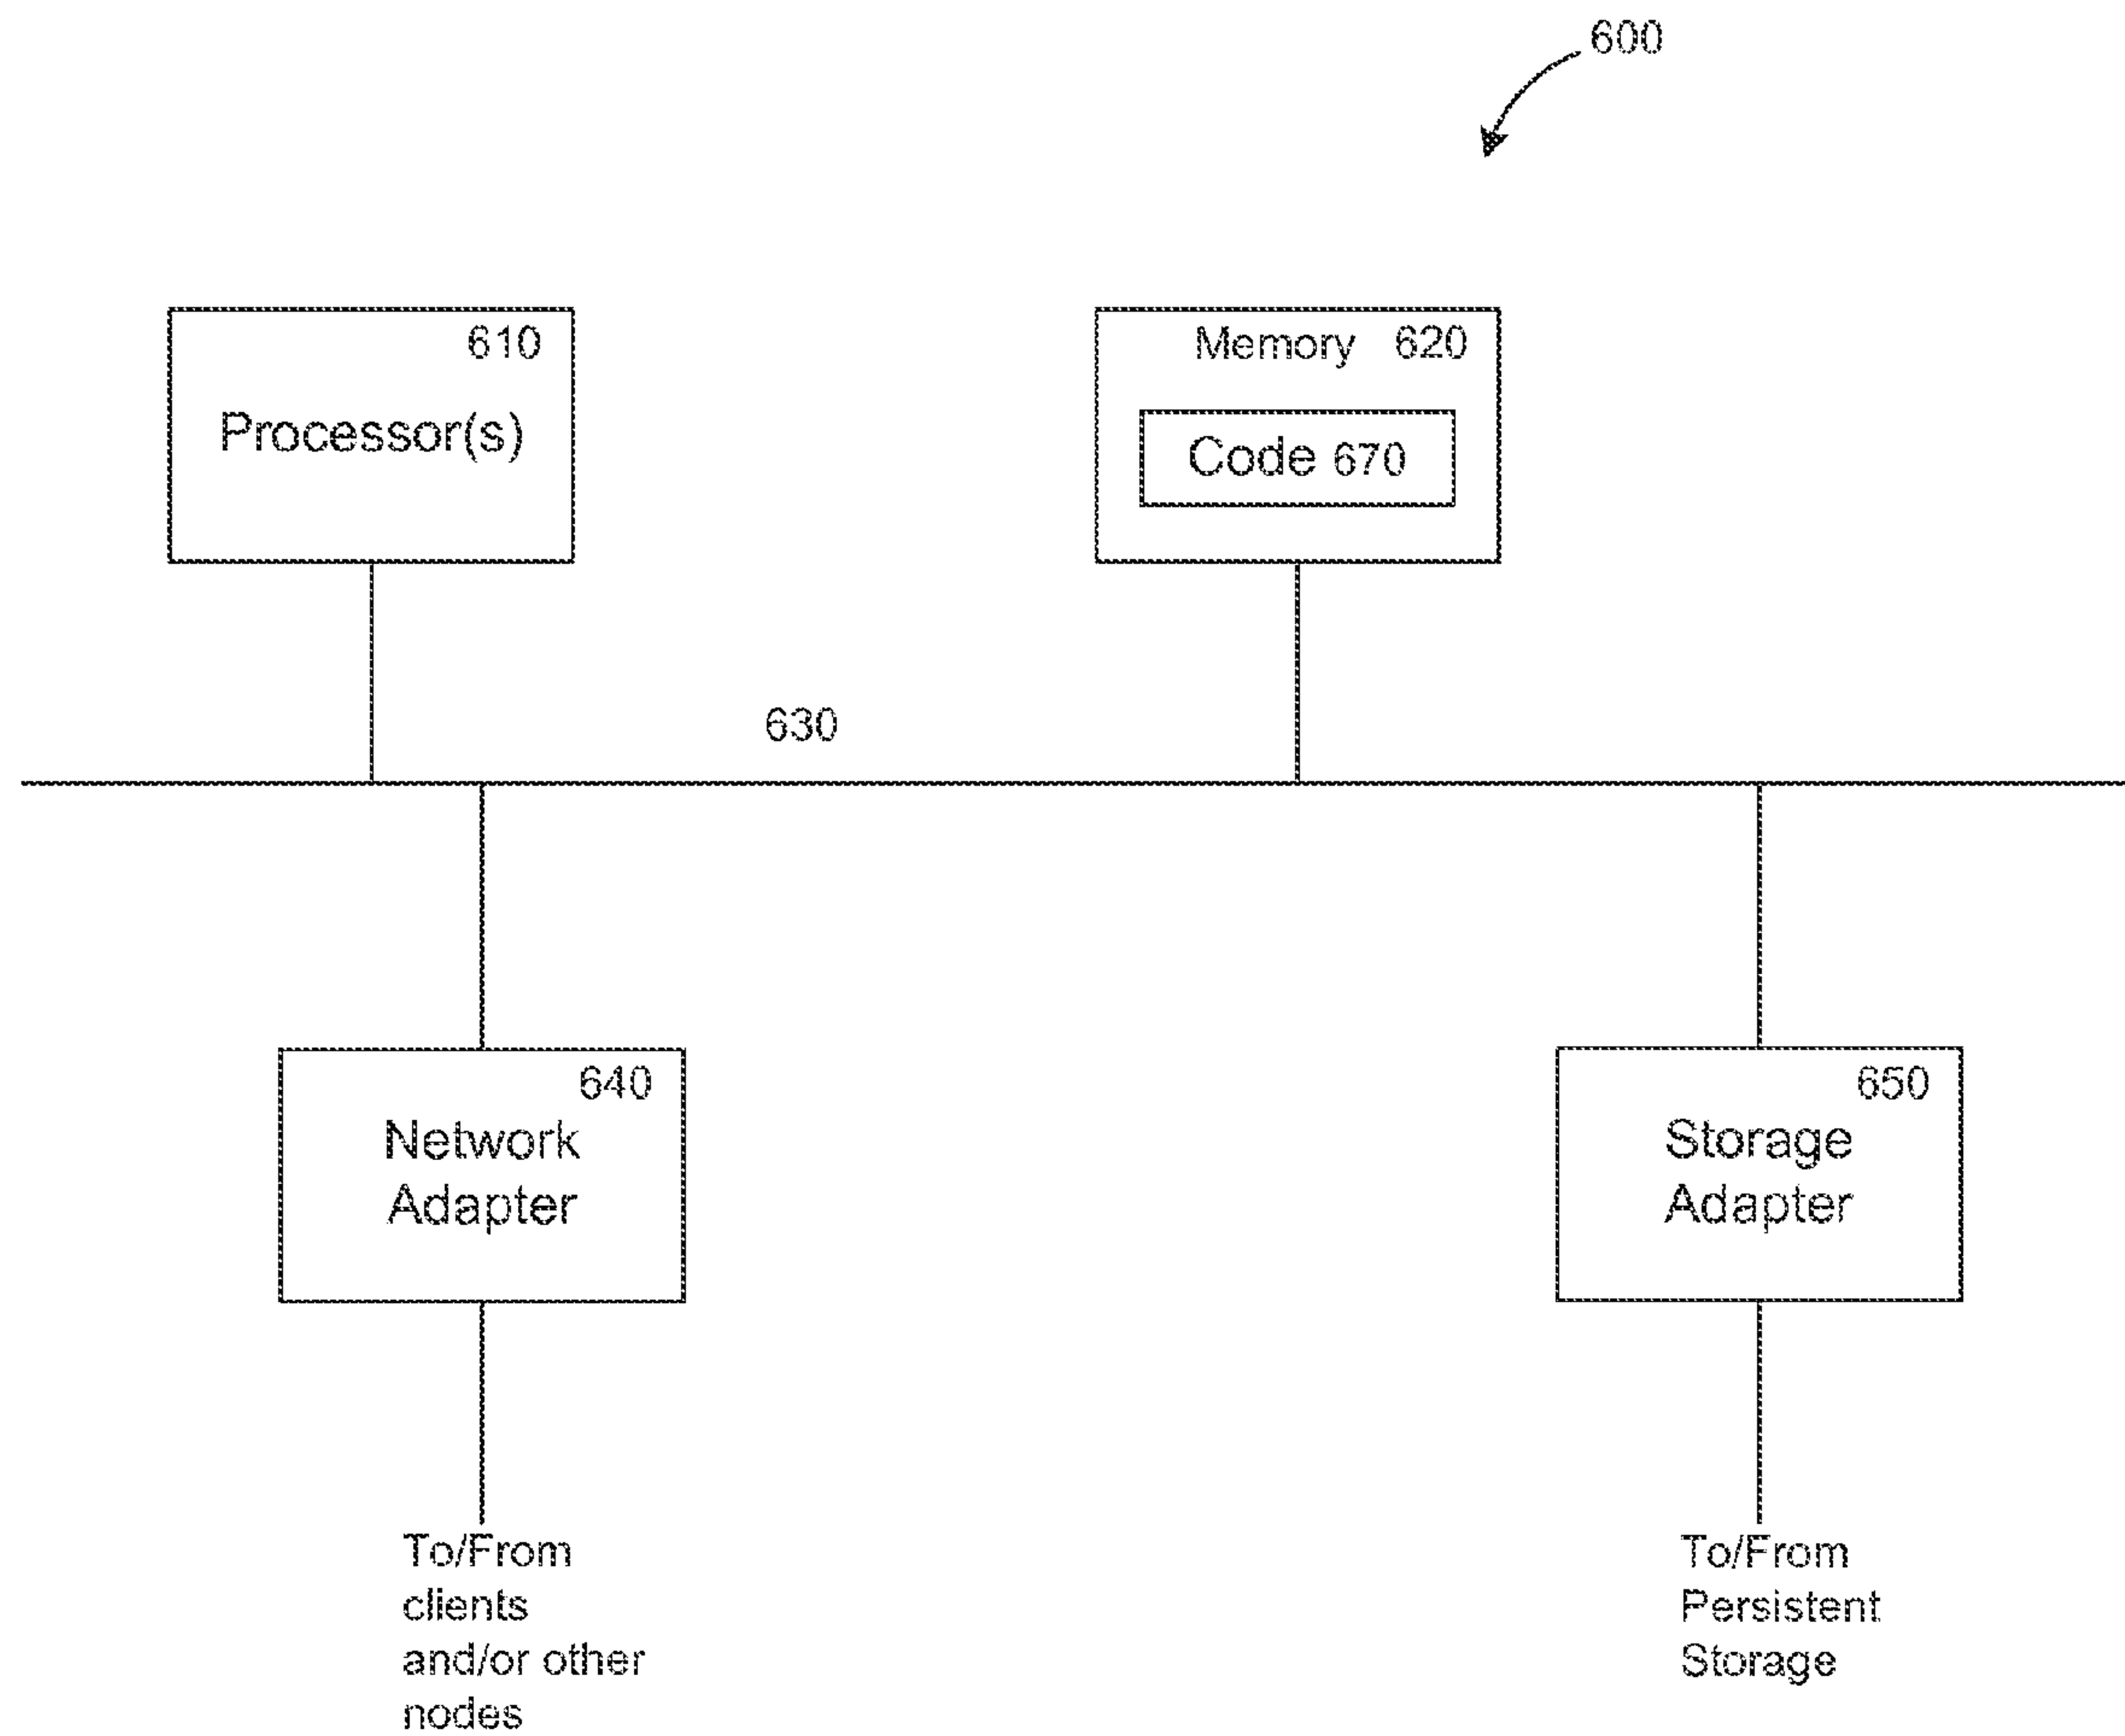 600
610
Processor(s)
Memory 620
Code 670
630
640
Network
Adapter
650
Storage
Adapter
To/From
clients
and/or other
nodes
To/From
Persistent
Storage